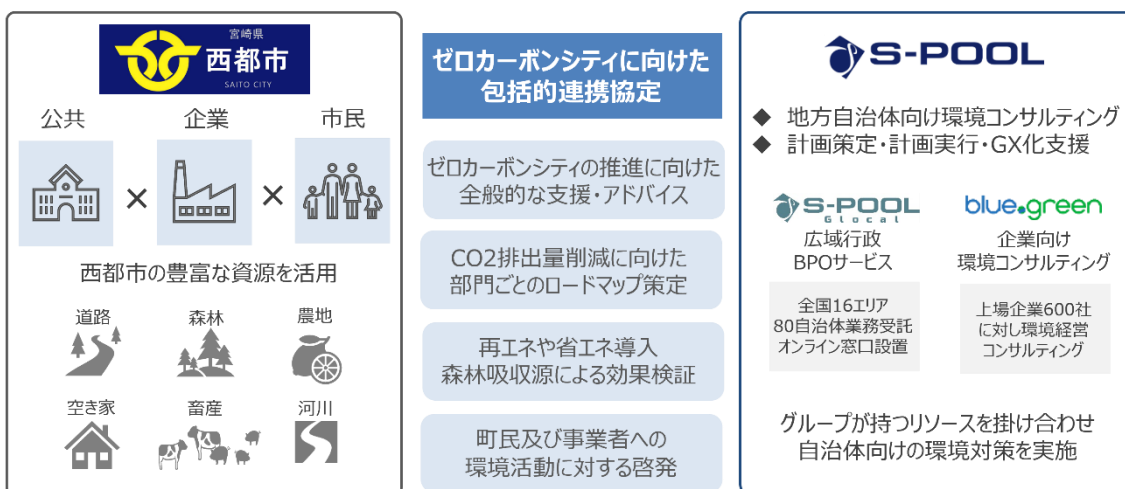 宮崎県
西都市
SAITO CITY
公共
企業
市民
×
×
西都市の豊富な資源を活用
道路
森林
農地
空き家
畜産
河川
ゼロカーボンシティに向けた
包括的連携協定
ゼロカーボンシティの推進に向けた
全般的な支援・アドバイス
CO2排出量削減に向けた
部門ごとのロードマップ策定
再エネや省エネ導入
森林吸収源による効果検証
町民及び事業者への
環境活動に対する啓発
S-POOL
◆ 地方自治体向け環境コンサルティング
◆ 計画策定・計画実行・GX化支援
S-POOL
Glocal
広域行政
BPOサービス
全国16エリア
80自治体業務受託
オンライン窓口設置
blue.green
企業向け
環境コンサルティング
上場企業600社
に対し環境経営
コンサルティング
グループが持つリソースを掛け合わせ
自治体向けの環境対策を実施